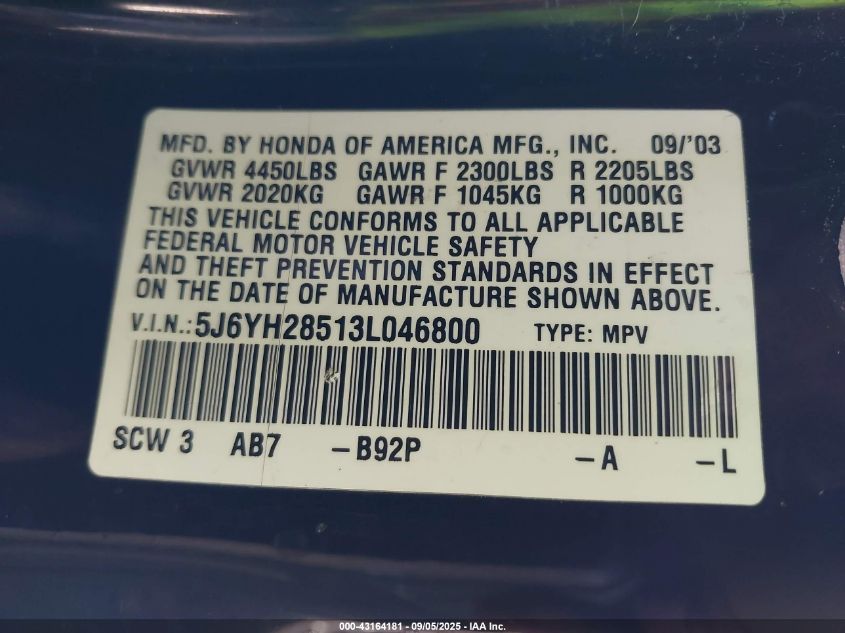 MFD. BY HONDA OF AMERICA MFG., INC. 09/'03
GVWR 4450LBS GAWR F 2300LBS R 2205LBS
GVWR 2020KG GAWR F 1045KG R 1000KG
THIS VEHICLE CONFORMS TO ALL APPLICABLE
FEDERAL MOTOR VEHICLE SAFETY
AND THEFT PREVENTION STANDARDS IN EFFECT
ON THE DATE OF MANUFACTURE SHOWN ABOVE.
V.I.N.: 5J6YH28513L046800 TYPE: MPV
SCW 3 AB7 -B92P -A -L
000-43164181 - 09/05/2025 - IAA Inc.